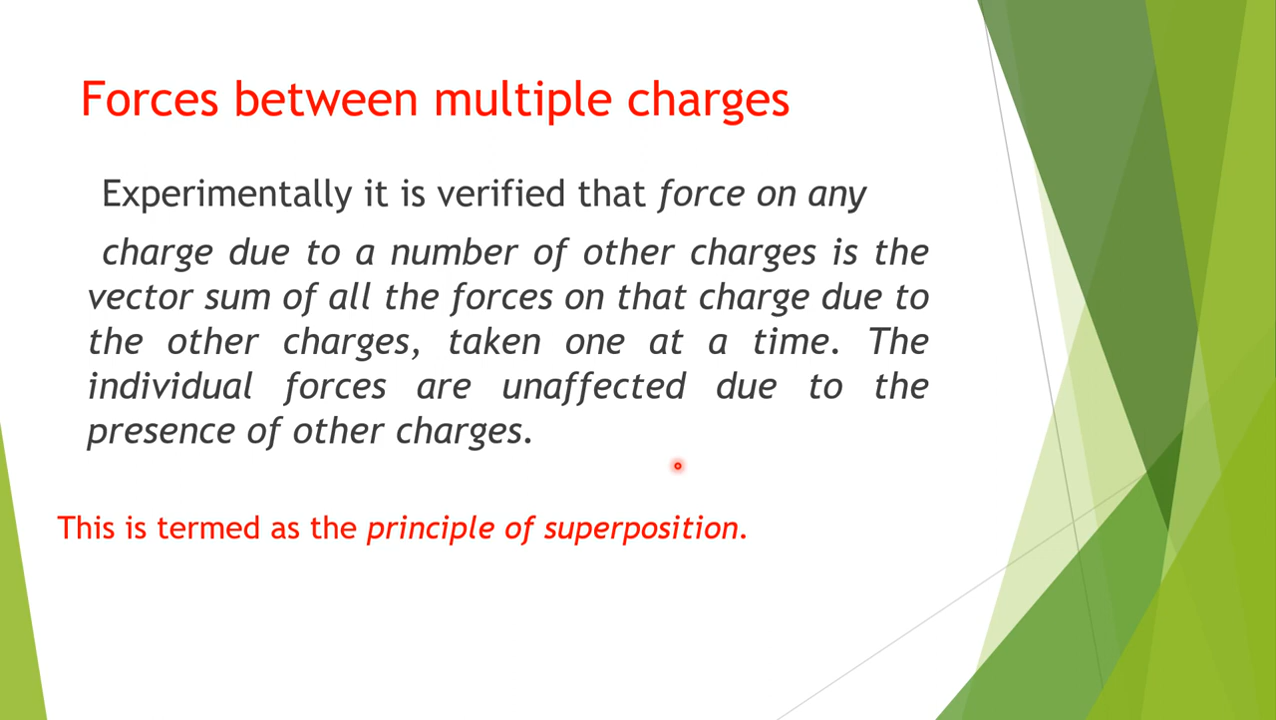 Forces between multiple charges
Experimentally it is verified that force on any
charge due to a number of other charges is the
vector sum of all the forces on that charge due to
the other charges, taken one at a time. The
individual forces are unaffected due to the
presence of other charges.
This is termed as the principle of superposition.